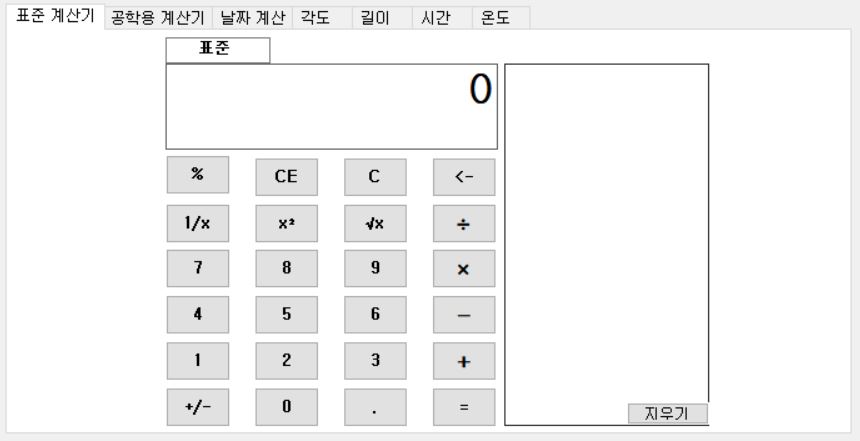 표준 계산기 공학용 계산기 날짜 계산 각도 길이 시간 온도
표준
0
% CE C <-
1/x x² √x ÷
7 8 9 ×
4 5 6 −
1 2 3 +
+/- 0 . =
지우기